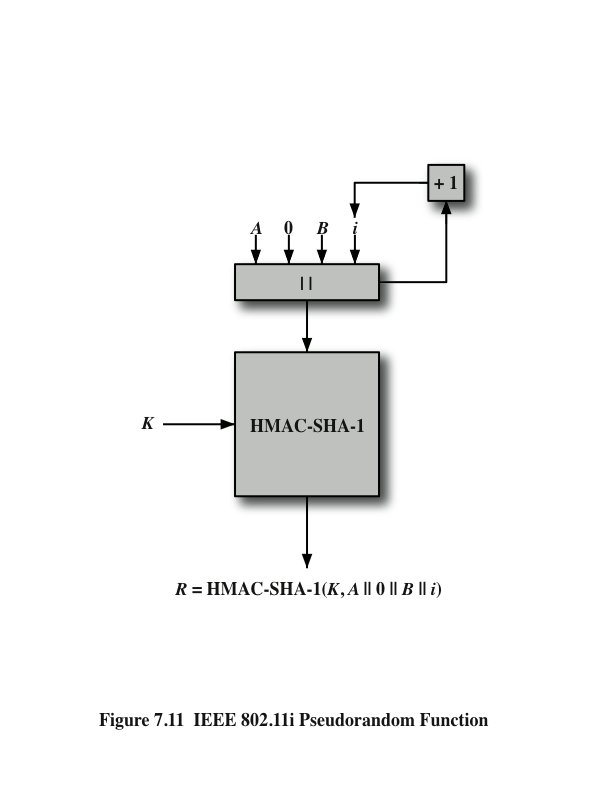 + 1
A 0 B i
||
HMAC-SHA-1
K
R = HMAC-SHA-1(K, A || 0 || B || i)
Figure 7.11 IEEE 802.11i Pseudorandom Function